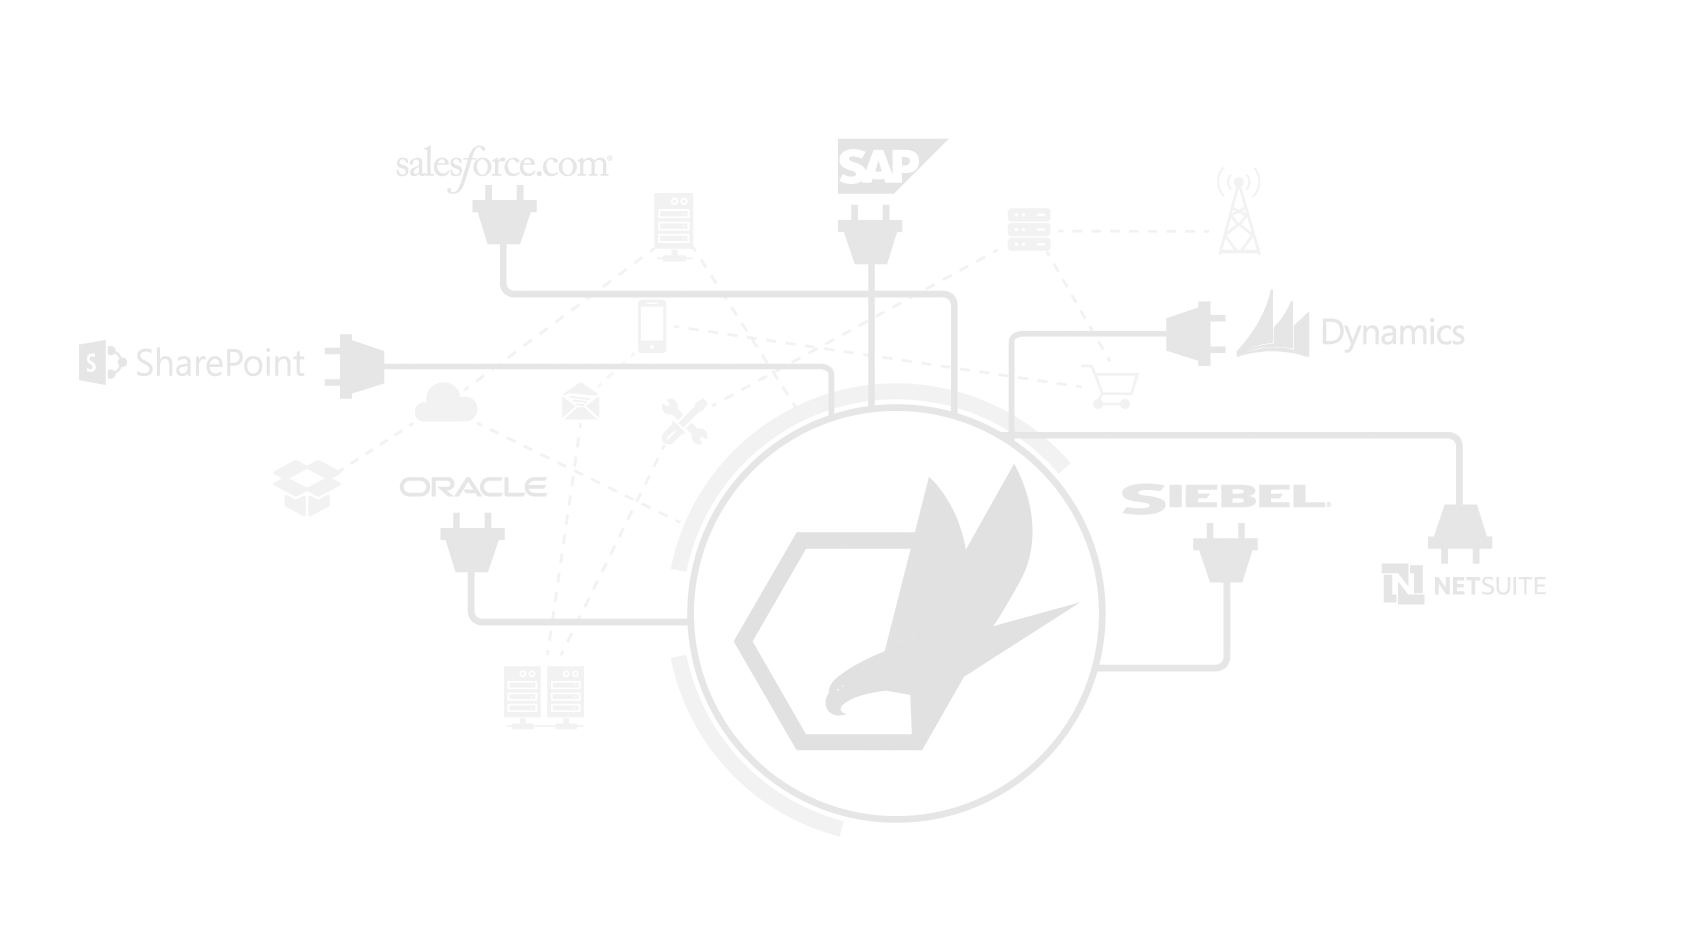 salesforce.com®
SAP
S SharePoint
Dynamics
ORACLE
SIEBEL.
N NETSUITE